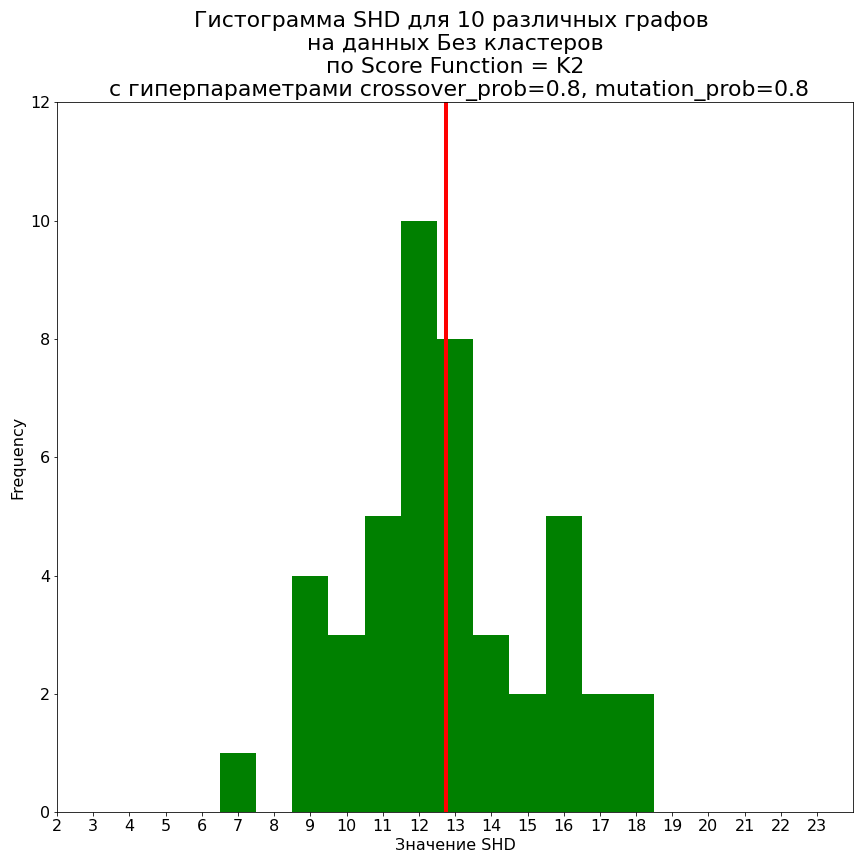 Гистограмма SHD для 10 различных графов
на данных Без кластеров
по Score Function = K2
с гиперпараметрами crossover_prob=0.8, mutation_prob=0.8
12
10
8
6
4
2
0
Frequency
2 3 4 5 6 7 8 9 10 11 12 13 14 15 16 17 18 19 20 21 22 23
Значение SHD